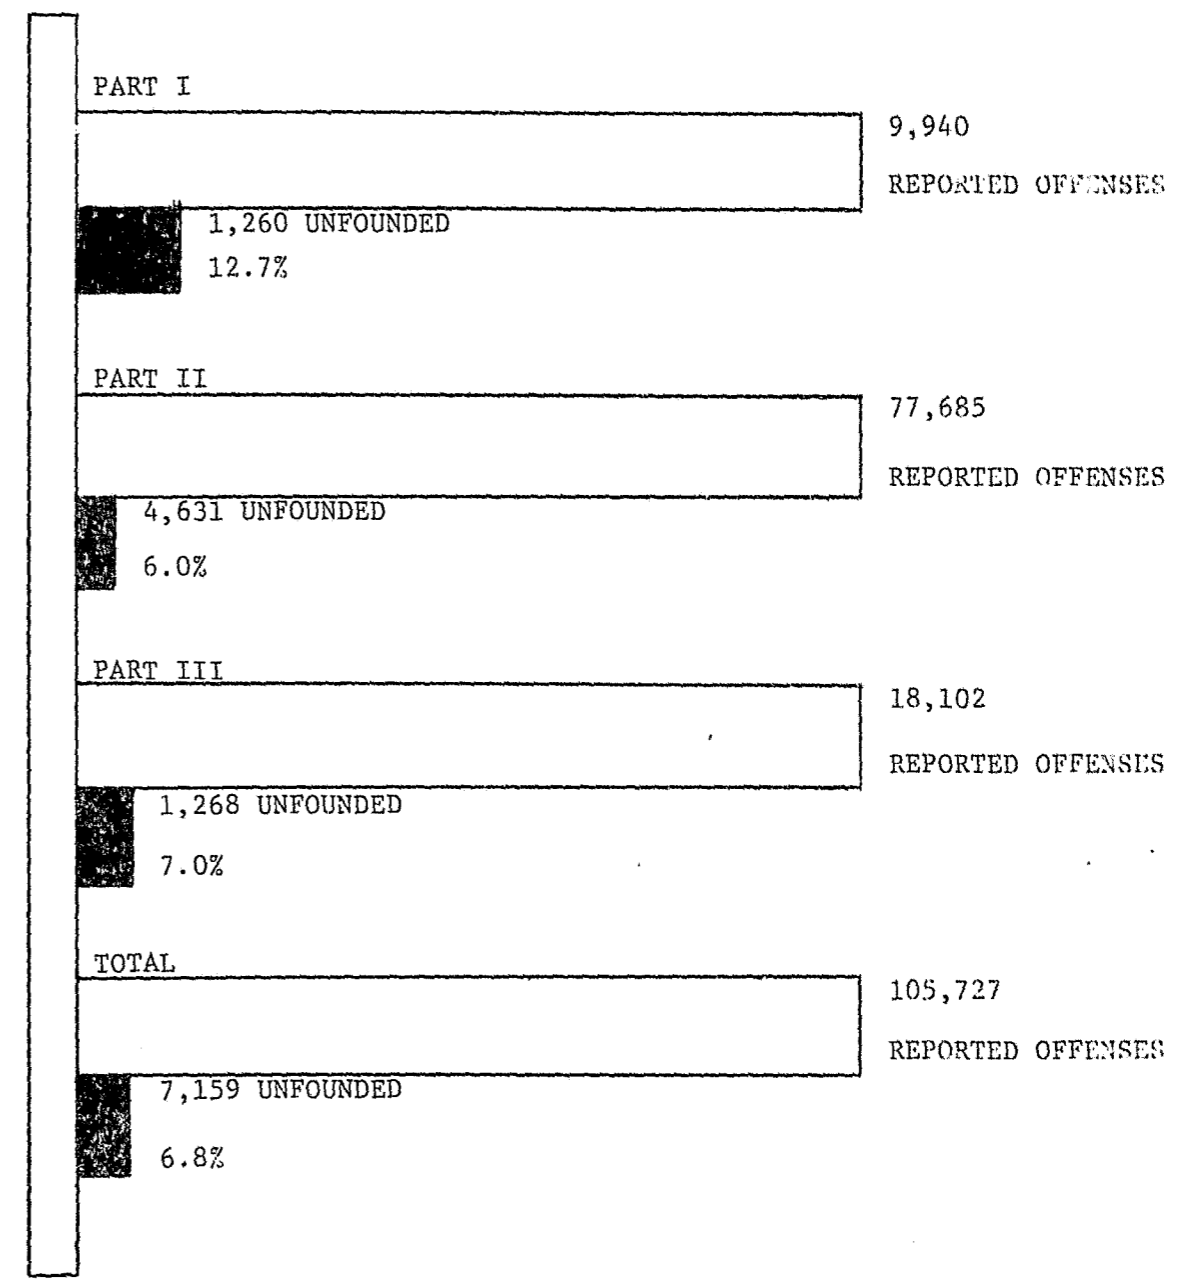 PART I
9,940
REPORTED OFFENSES
1,260 UNFOUNDED
12.7%
PART II
77,685
REPORTED OFFENSES
4,631 UNFOUNDED
6.0%
PART III
18,102
REPORTED OFFENSES
1,268 UNFOUNDED
7.0%
TOTAL
105,727
REPORTED OFFENSES
7,159 UNFOUNDED
6.8%